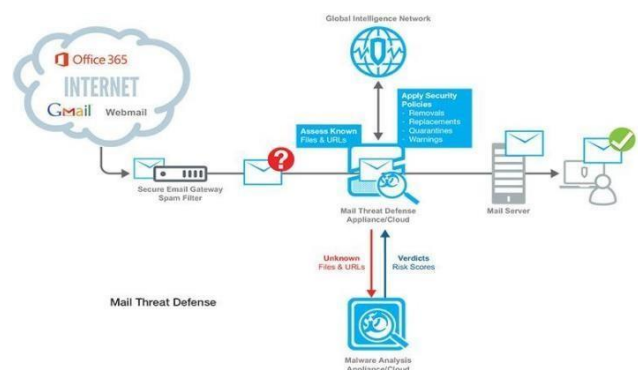 Global Intelligence Network
Office 365
INTERNET
GMail Webmail
Apply Security
Policies
- Removals
- Replacements
- Quarantines
- Warnings
Assess Known
Files & URLs
?
Secure Email Gateway
Spam Filter
Mail Threat Defense
Appliance/Cloud
Mail Server
Unknown
Files & URLs
Verdicts
Risk Scores
Mail Threat Defense
Malware Analysis
Appliance/Cloud